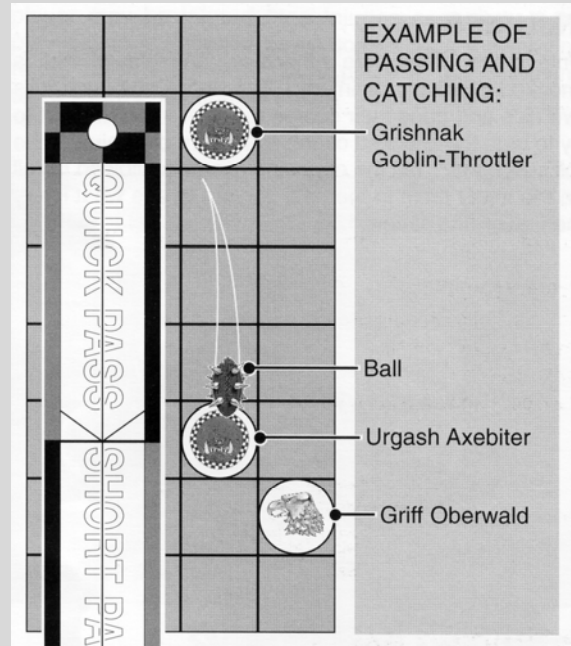 EXAMPLE OF
PASSING AND
CATCHING:
Grishnak
Goblin-Throttler
Ball
Urgash Axebiter
Griff Oberwald
QUICK PASS
SHORT PA